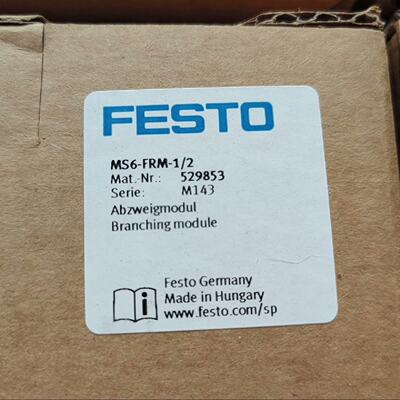 FESTO
MS6-FRM-1/2
Mat.-Nr.: 529853
Serie: M143
Abzweigmodul
Branching module
Festo Germany
Made in Hungary
www.festo.com/sp